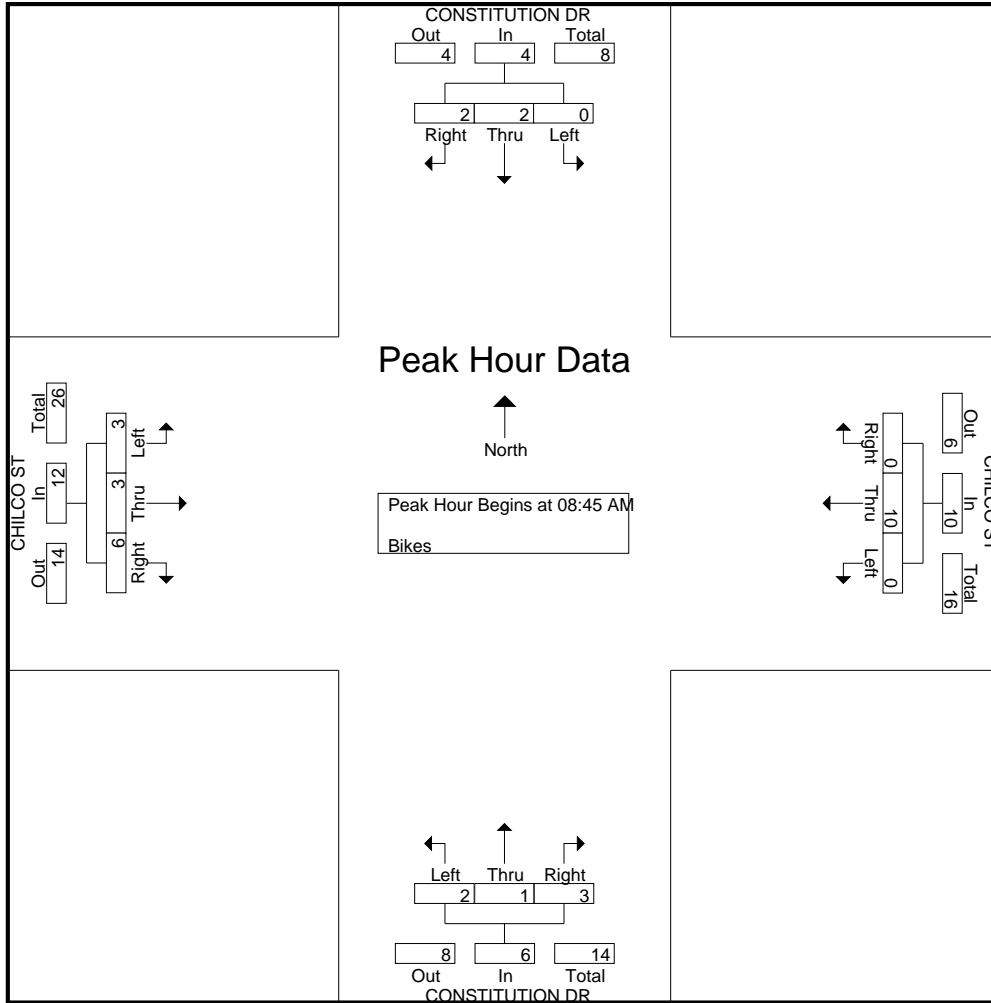 CONSTITUTION DR
Out In Total
4 4 8
2 2 0
Right Thru Left
Peak Hour Data
North
Peak Hour Begins at 08:45 AM
Bikes
CHILCO ST
Total In Out
26 12 14
3 3 6
Left Thru Right
CHILCO ST
Out In Total
6 10 16
0 10 0
Right Thru Left
Left Thru Right
2 1 3
8 6 14
Out In Total
CONSTITUTION DR